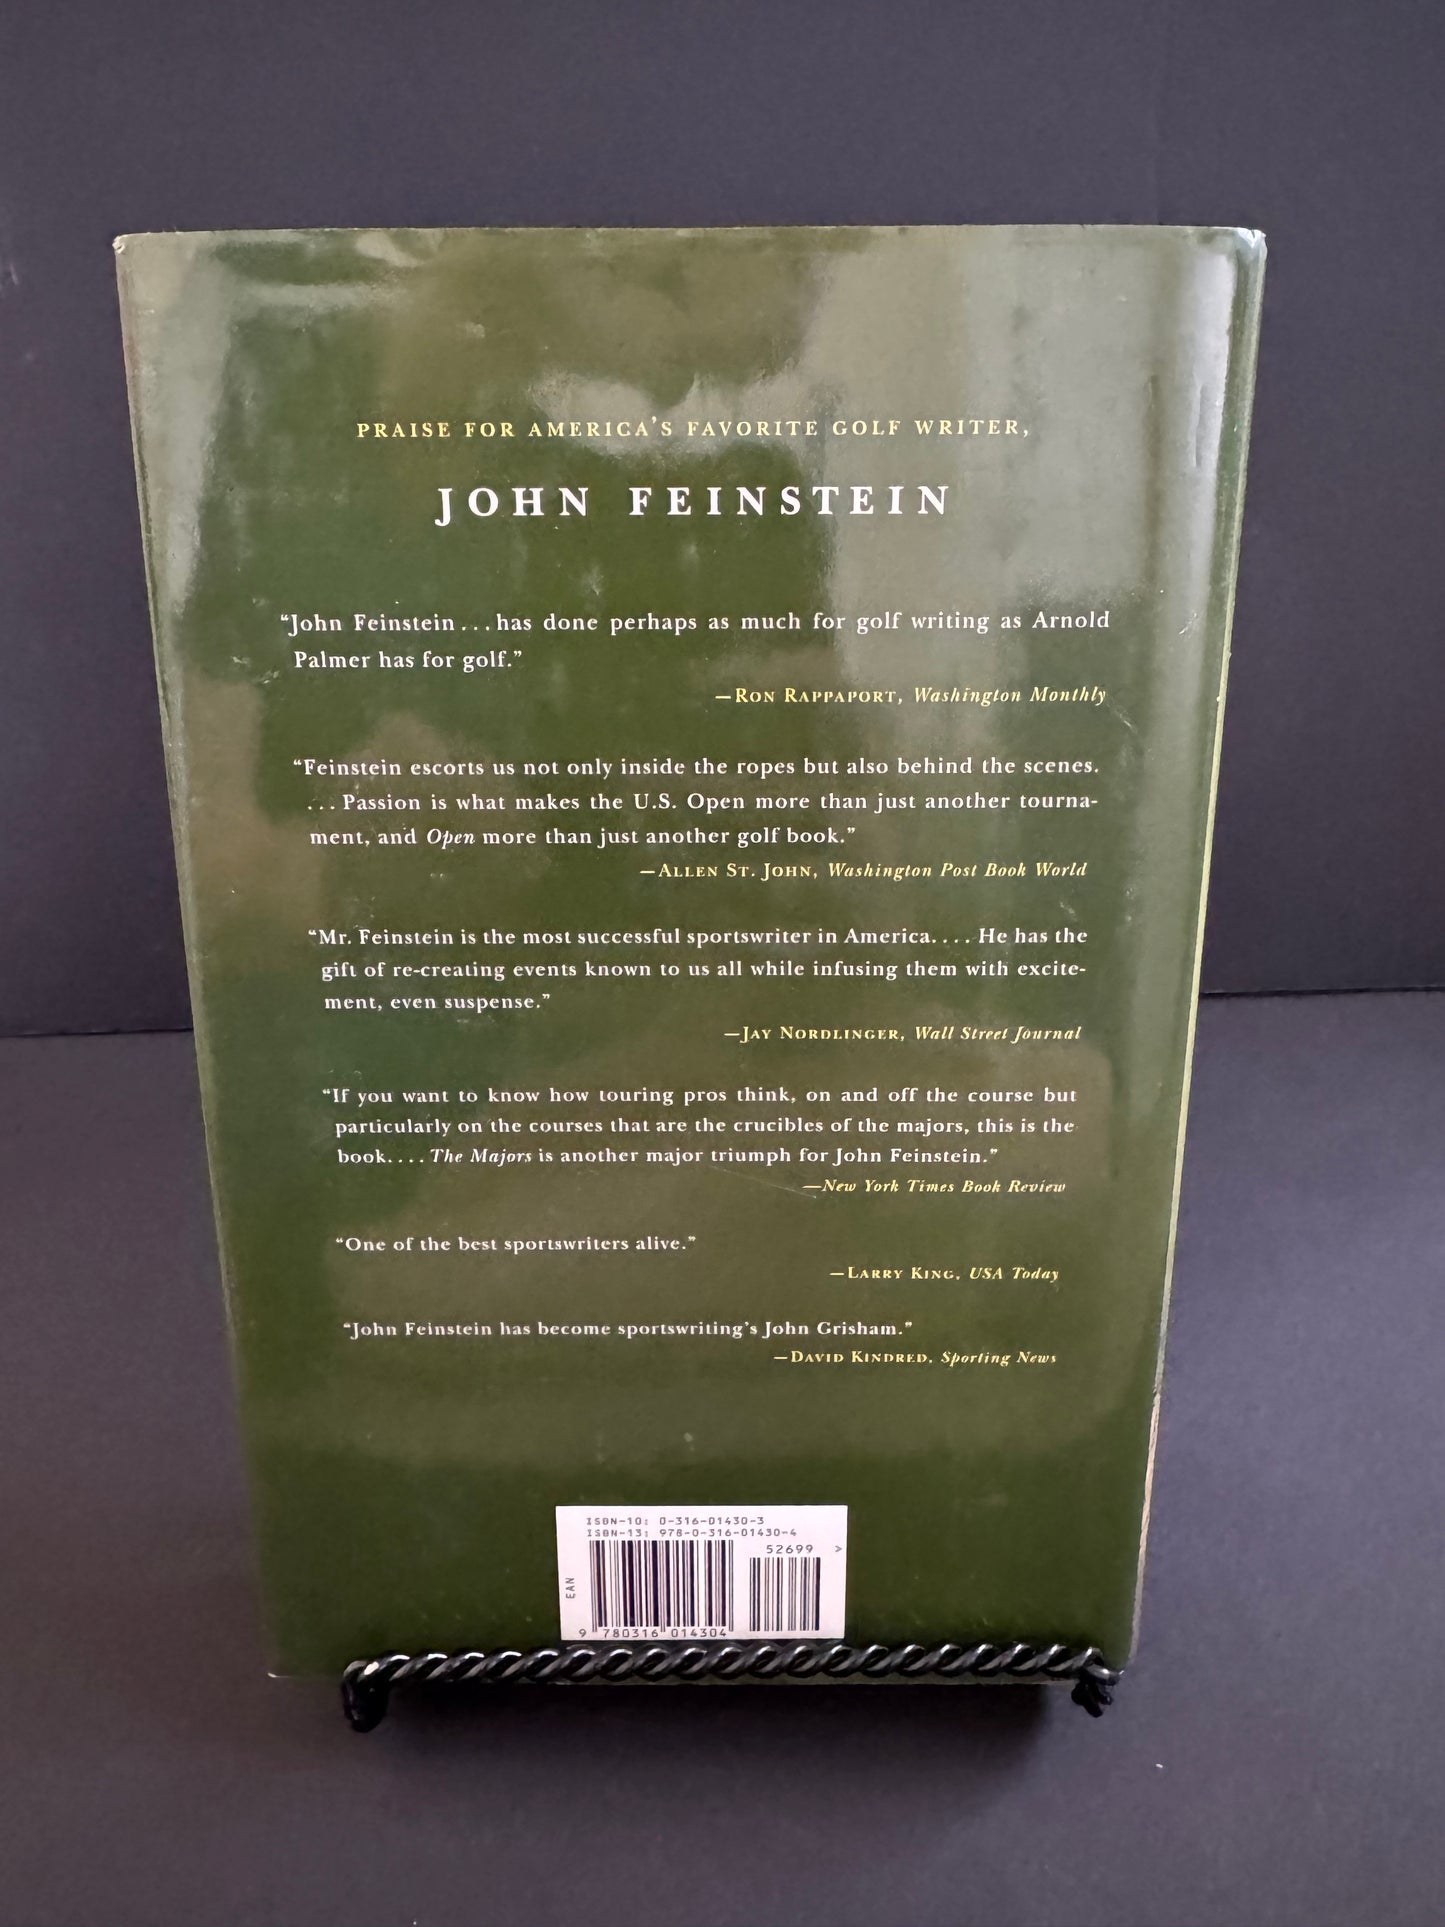 PRAISE FOR AMERICA'S FAVORITE GOLF WRITER,
JOHN FEINSTEIN
“John Feinstein . . . has done perhaps as much for golf writing as Arnold
Palmer has for golf.”
—RON RAPPAPORT, Washington Monthly
“Feinstein escorts us not only inside the ropes but also behind the scenes.
. . . Passion is what makes the U.S. Open more than just another tourna-
ment, and Open more than just another golf book.”
—ALLEN ST. JOHN, Washington Post Book World
“Mr. Feinstein is the most successful sportswriter in America. . . . He has the
gift of re-creating events known to us all while infusing them with excite-
ment, even suspense.”
—JAY NORDLINGER, Wall Street Journal
“If you want to know how touring pros think, on and off the course but
particularly on the courses that are the crucibles of the majors, this is the
book. . . . The Majors is another major triumph for John Feinstein.”
—New York Times Book Review
“One of the best sportswriters alive.”
—LARRY KING, USA Today
“John Feinstein has become sportswriting's John Grisham.”
—DAVID KINDRED, Sporting News
ISBN-10: 0-316-01430-3
ISBN-13: 978-0-316-01430-4
52699 >
EAN
9 780316 014304